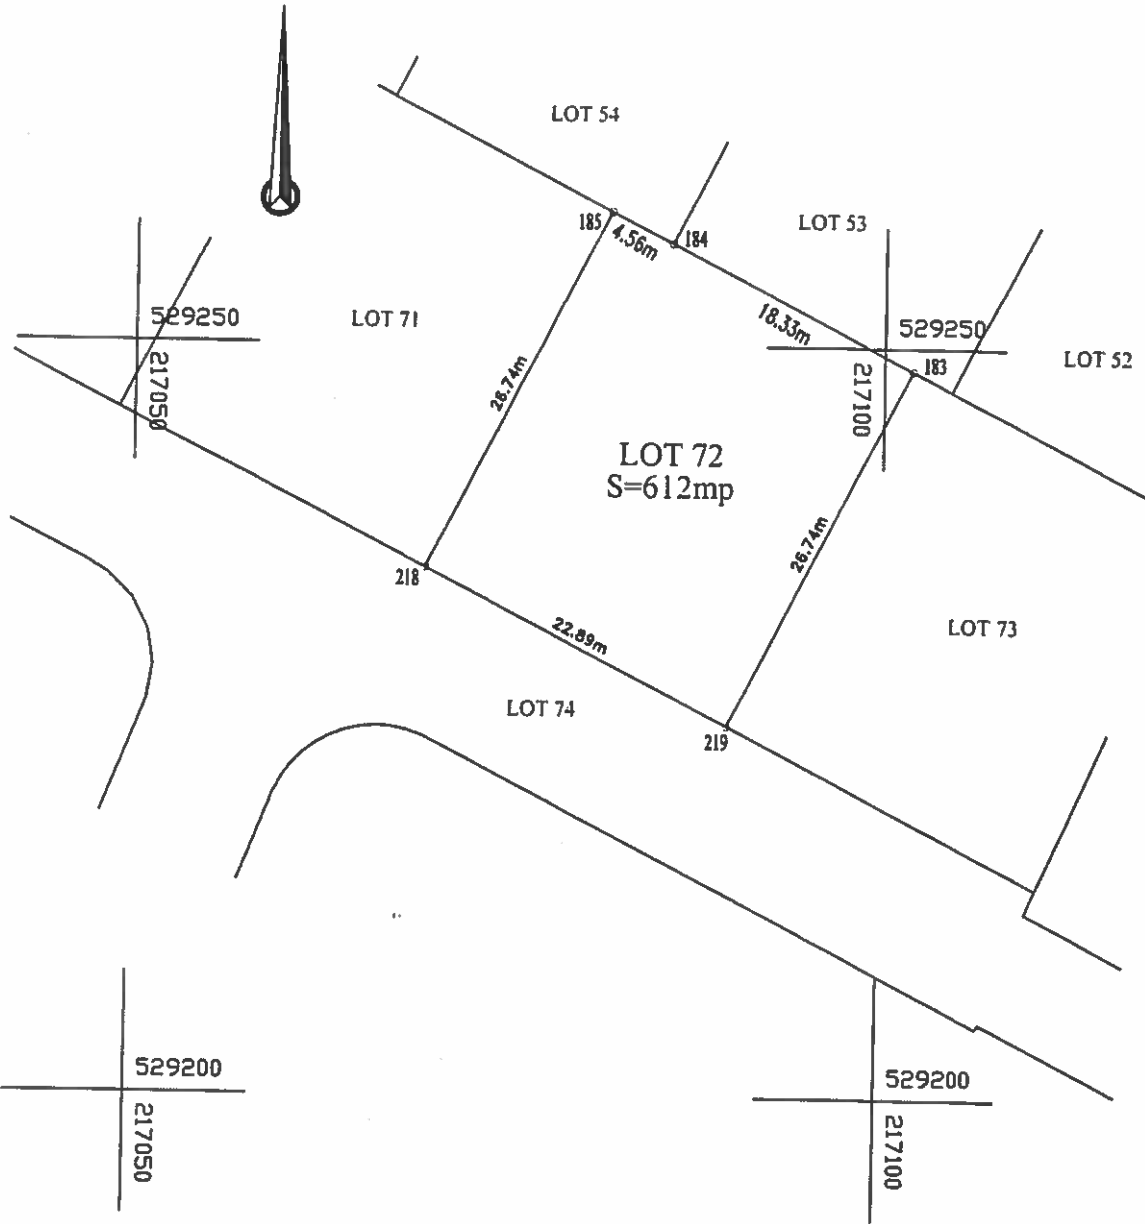 LOT 54
185
4.56m
184
LOT 53
529250
217050
LOT 71
18.33m
529250
217100
183
LOT 52
26.74m
LOT 72
S=612mp
26.74m
218
22.89m
LOT 73
LOT 74
219
529200
217050
529200
217100